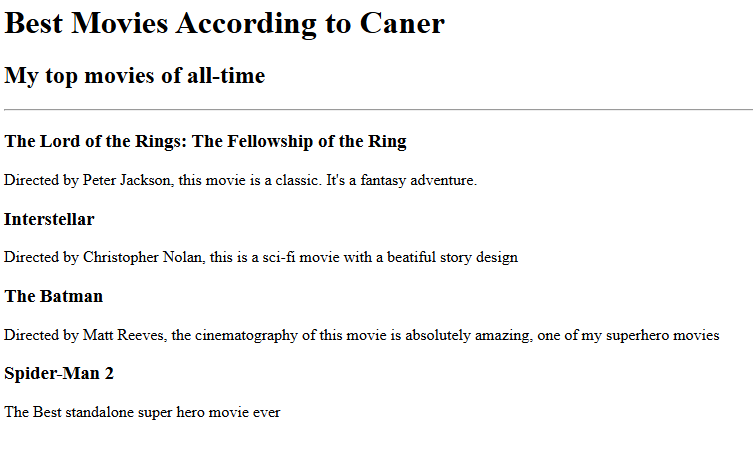 Best Movies According to Caner
My top movies of all-time
The Lord of the Rings: The Fellowship of the Ring
Directed by Peter Jackson, this movie is a classic. It's a fantasy adventure.
Interstellar
Directed by Christopher Nolan, this is a sci-fi movie with a beatiful story design
The Batman
Directed by Matt Reeves, the cinematography of this movie is absolutely amazing, one of my superhero movies
Spider-Man 2
The Best standalone super hero movie ever